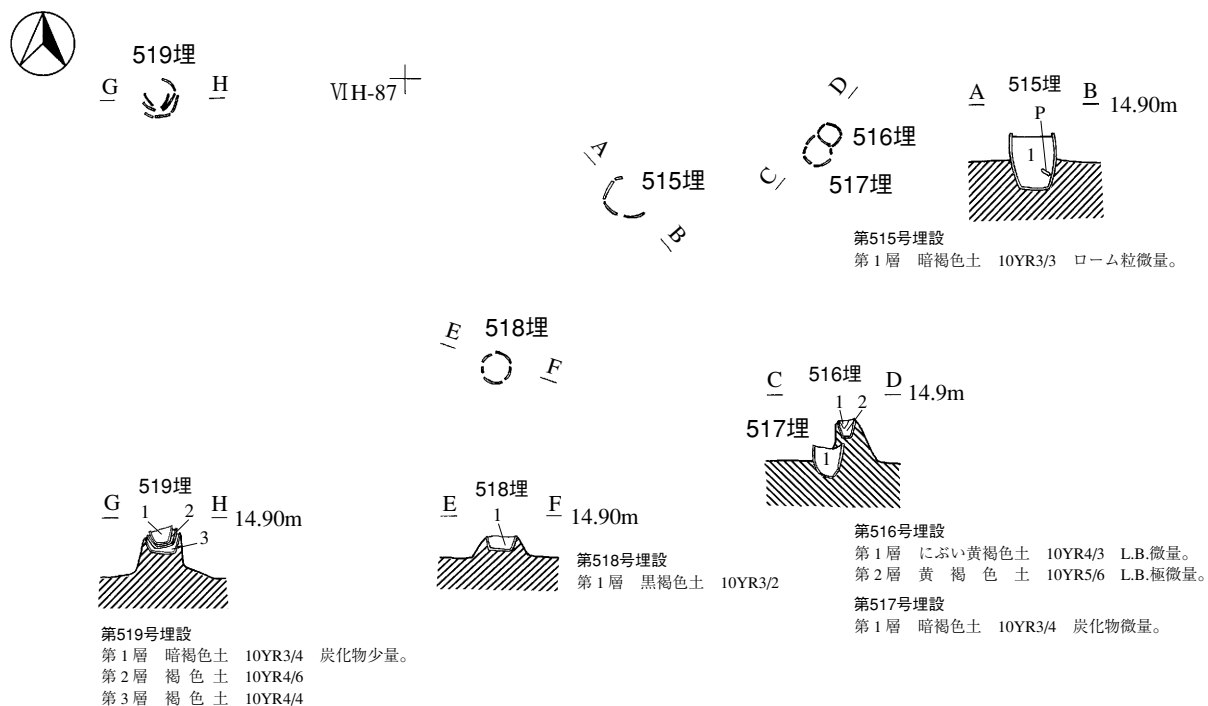 519埋
G H
ⅥH-87
D
516埋
C
517埋
A
515埋
B
A 515埋 B 14.90m
P
1
第515号埋設
第1層 暗褐色土 10YR3/3 ローム粒微量。
E 518埋
F
C 516埋 D 14.9m
1 2
517埋
1
第516号埋設
第1層 にぶい黄褐色土 10YR4/3 L.B.微量。
第2層 黄褐色土 10YR5/6 L.B.極微量。
第517号埋設
第1層 暗褐色土 10YR3/4 炭化物微量。
G 519埋 H 14.90m
1 2
3
第519号埋設
第1層 暗褐色土 10YR3/4 炭化物少量。
第2層 褐色土 10YR4/6
第3層 褐色土 10YR4/4
E 518埋 F 14.90m
1
第518号埋設
第1層 黒褐色土 10YR3/2